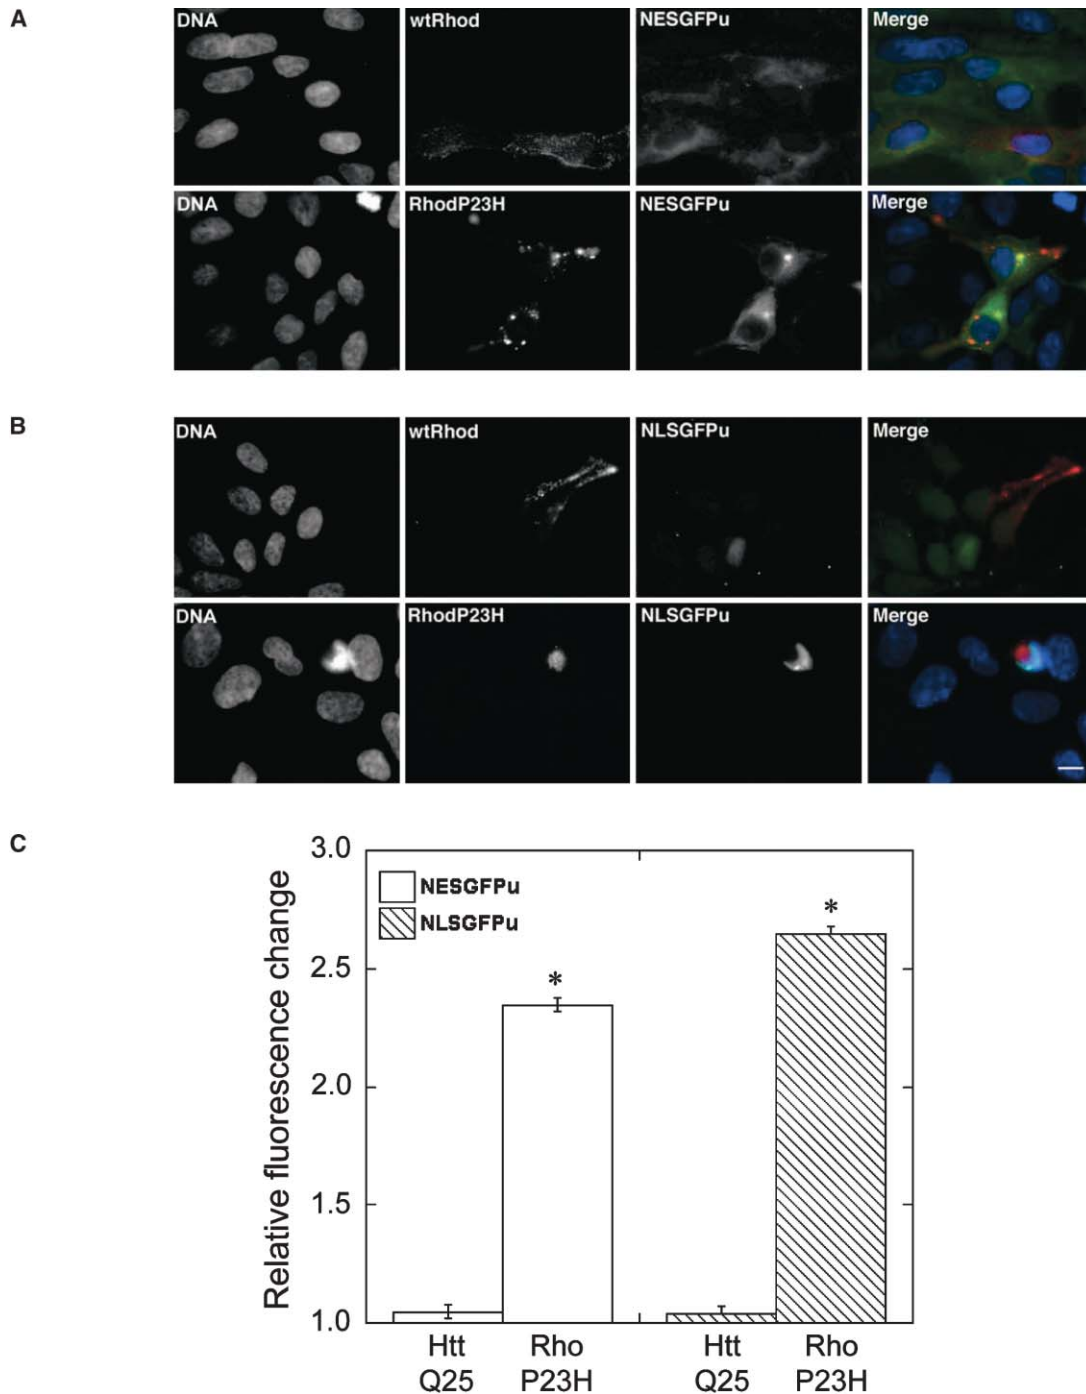 A
DNA wtRhod NESGFPu Merge
DNA RhodP23H NESGFPu Merge
B
DNA wtRhod NLSGFPu Merge
DNA RhodP23H NLSGFPu Merge
C
Relative fluorescence change
3.0
2.5
2.0
1.5
1.0
NESGFPu
NLSGFPu
*
*
Htt Rho Htt Rho
Q25 P23H Q25 P23H